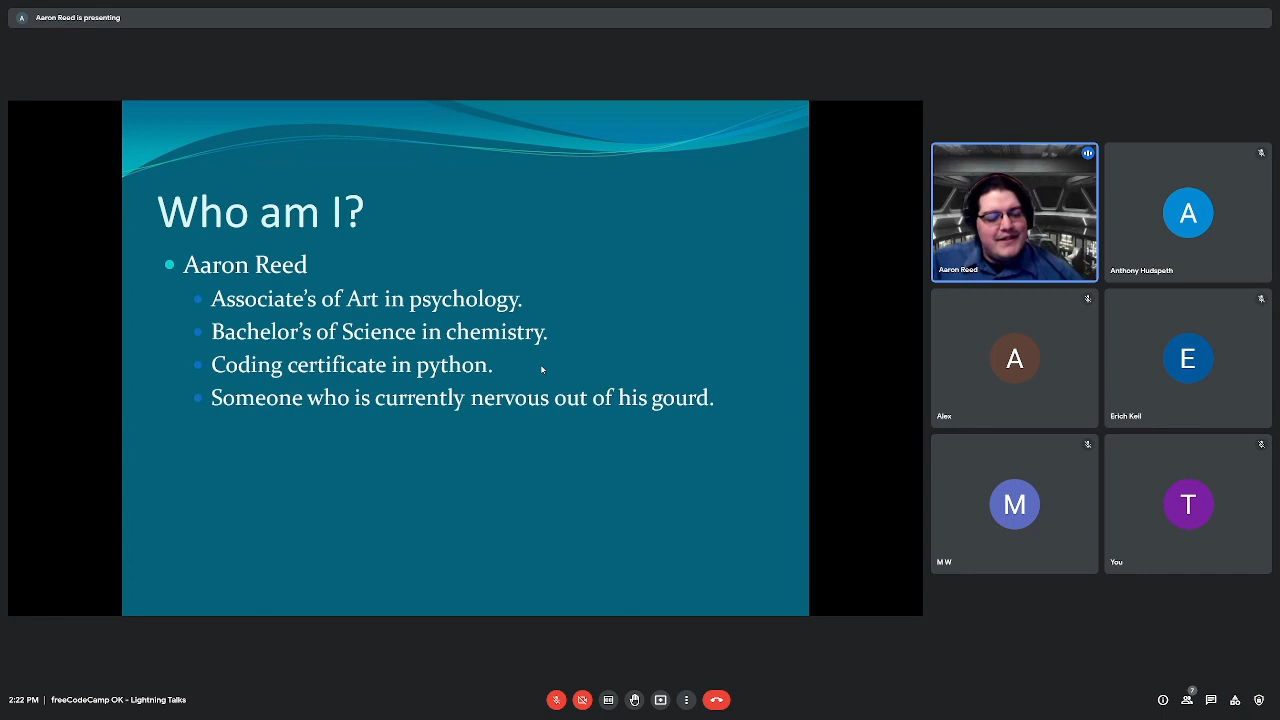 A
Aaron Reed is presenting
Who am I?
Aaron Reed
Associate's of Art in psychology.
Bachelor's of Science in chemistry.
Coding certificate in python.
Someone who is currently nervous out of his gourd.
Aaron Reed
A
Anthony Hudspeth
A
Alex
E
Erich Keil
M
M W
T
You
2:22 PM | freeCodeCamp OK - Lightning Talks
7